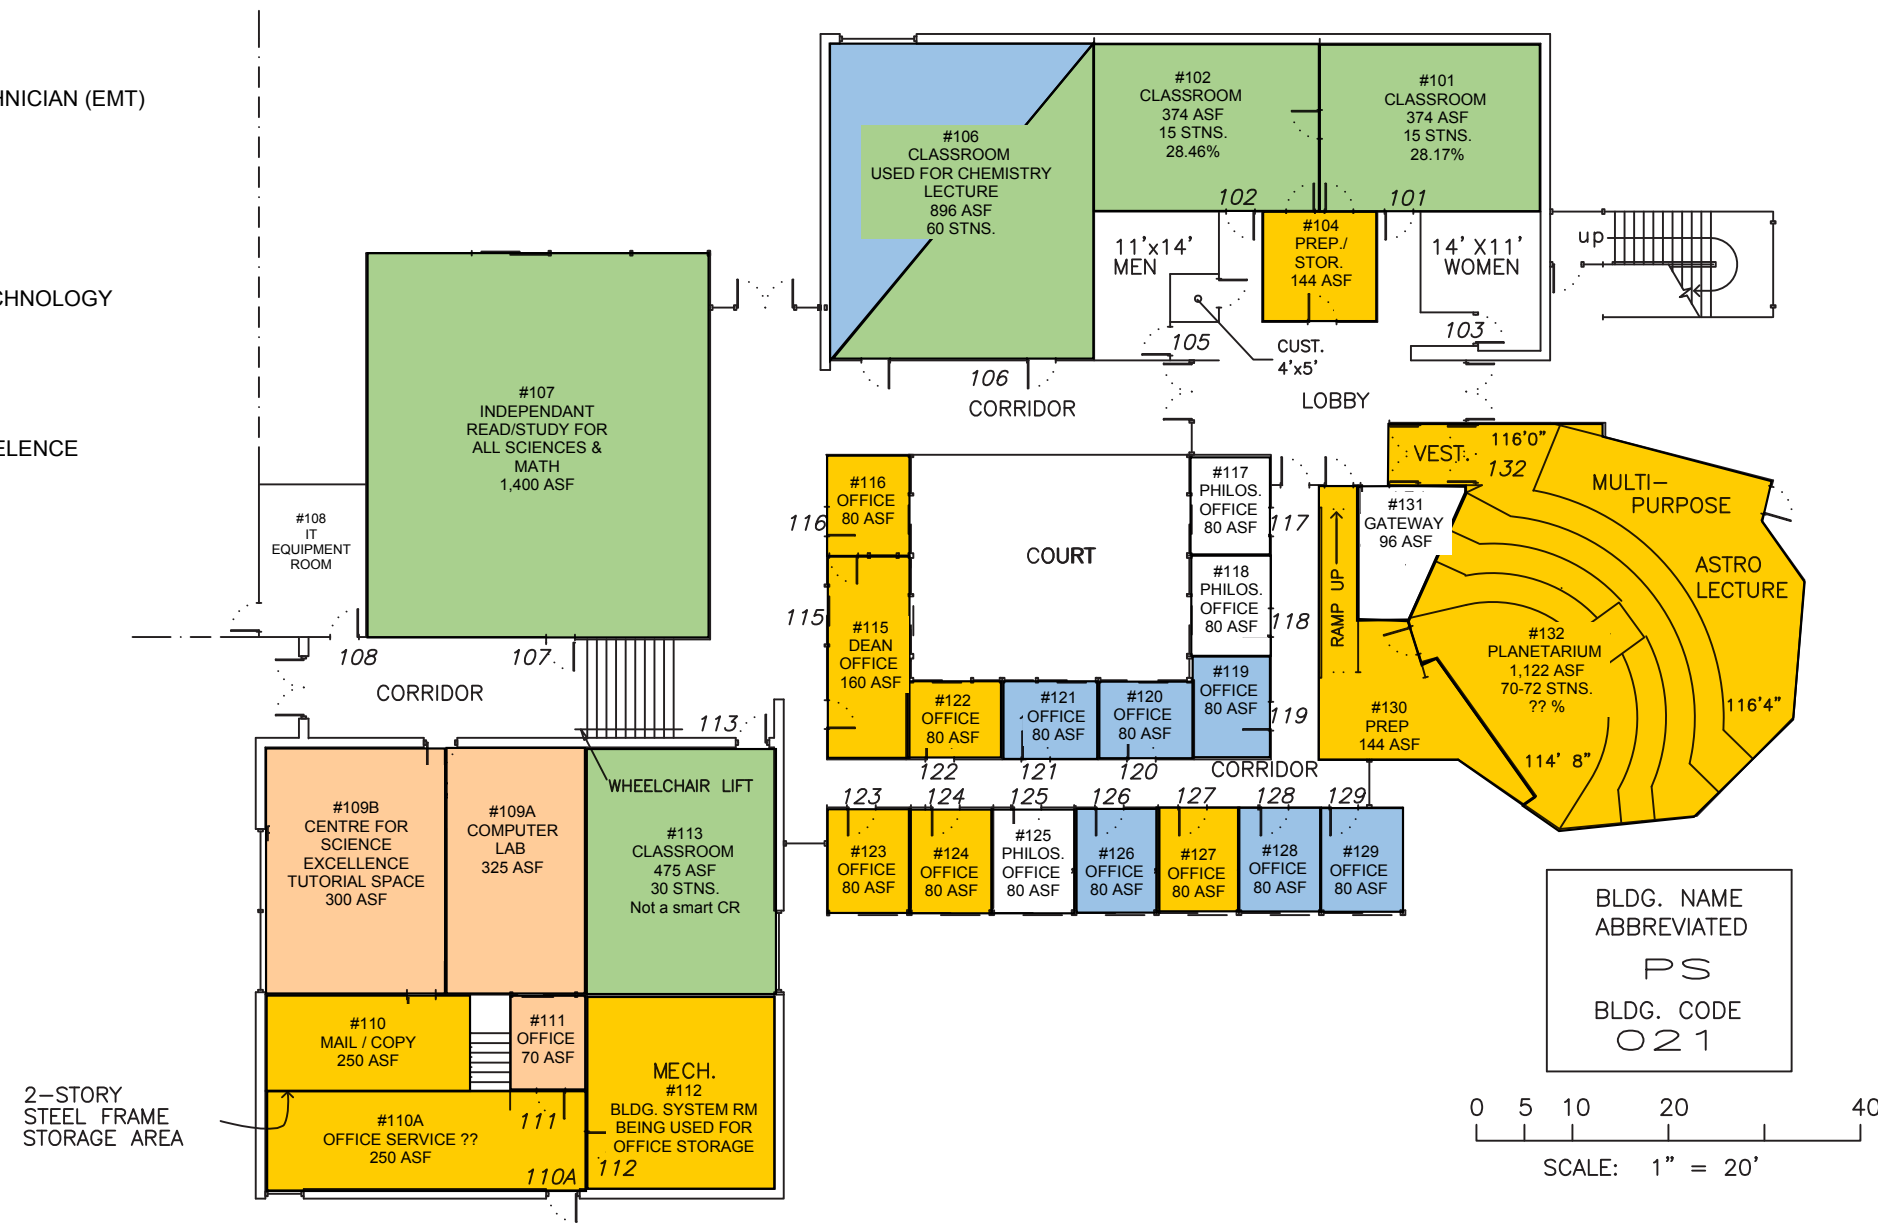 HNICIAN (EMT)
CHNOLOGY
ELENCE
#106
CLASSROOM
USED FOR CHEMISTRY
LECTURE
896 ASF
60 STNS.
#102
CLASSROOM
374 ASF
15 STNS.
28.46%
#101
CLASSROOM
374 ASF
15 STNS.
28.17%
102
101
11'x14'
MEN
#104
PREP./
STOR.
144 ASF
14' X11'
WOMEN
up
105
103
CUST.
4'x5'
106
CORRIDOR
LOBBY
#107
INDEPENDANT
READ/STUDY FOR
ALL SCIENCES &
MATH
1,400 ASF
#108
IT
EQUIPMENT
ROOM
108
107
CORRIDOR
113
#116
OFFICE
80 ASF
116
#115
DEAN
OFFICE
160 ASF
115
COURT
#117
PHILOS.
OFFICE
80 ASF
117
#118
PHILOS.
OFFICE
80 ASF
118
#119
OFFICE
80 ASF
119
#122
OFFICE
80 ASF
#121
OFFICE
80 ASF
#120
OFFICE
80 ASF
122
121
120
CORRIDOR
VEST.
132
116'0"
MULTI-
PURPOSE
ASTRO
LECTURE
#131
GATEWAY
96 ASF
RAMP UP
#132
PLANETARIUM
1,122 ASF
70-72 STNS.
?? %
116'4"
114' 8"
#130
PREP
144 ASF
123
124
125
126
127
128
129
#123
OFFICE
80 ASF
#124
OFFICE
80 ASF
#125
PHILOS.
OFFICE
80 ASF
#126
OFFICE
80 ASF
#127
OFFICE
80 ASF
#128
OFFICE
80 ASF
#129
OFFICE
80 ASF
WHEELCHAIR LIFT
#109B
CENTRE FOR
SCIENCE
EXCELLENCE
TUTORIAL SPACE
300 ASF
#109A
COMPUTER
LAB
325 ASF
#113
CLASSROOM
475 ASF
30 STNS.
Not a smart CR
#110
MAIL / COPY
250 ASF
#111
OFFICE
70 ASF
111
MECH.
#112
BLDG. SYSTEM RM
BEING USED FOR
OFFICE STORAGE
112
#110A
OFFICE SERVICE ??
250 ASF
110A
2-STORY
STEEL FRAME
STORAGE AREA
BLDG. NAME
ABBREVIATED
PS
BLDG. CODE
021
0 5 10 20 40
SCALE: 1" = 20'